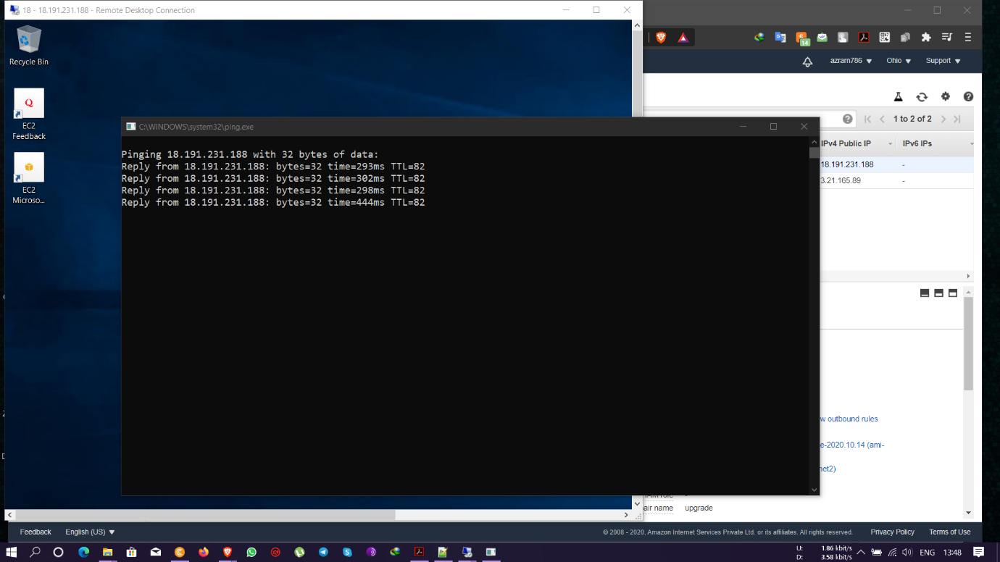 18 - 18.191.231.188 - Remote Desktop Connection
Recycle Bin
EC2
Feedback
EC2
Microso...
14
azram786
Ohio
Support
1 to 2 of 2
IPv4 Public IP
IPv6 IPs
18.191.231.188
-
3.21.165.89
-
C:\WINDOWS\system32\ping.exe
Pinging 18.191.231.188 with 32 bytes of data:
Reply from 18.191.231.188: bytes=32 time=293ms TTL=82
Reply from 18.191.231.188: bytes=32 time=302ms TTL=82
Reply from 18.191.231.188: bytes=32 time=298ms TTL=82
Reply from 18.191.231.188: bytes=32 time=444ms TTL=82
w outbound rules
e-2020.10.14 (ami-
net2)
air name
upgrade
Feedback
English (US)
© 2008 - 2020, Amazon Internet Services Private Ltd. or its affiliates. All rights reserved.
Privacy Policy
Terms of Use
U: 1.86 kbit/s
D: 3.58 kbit/s
ENG
13:48